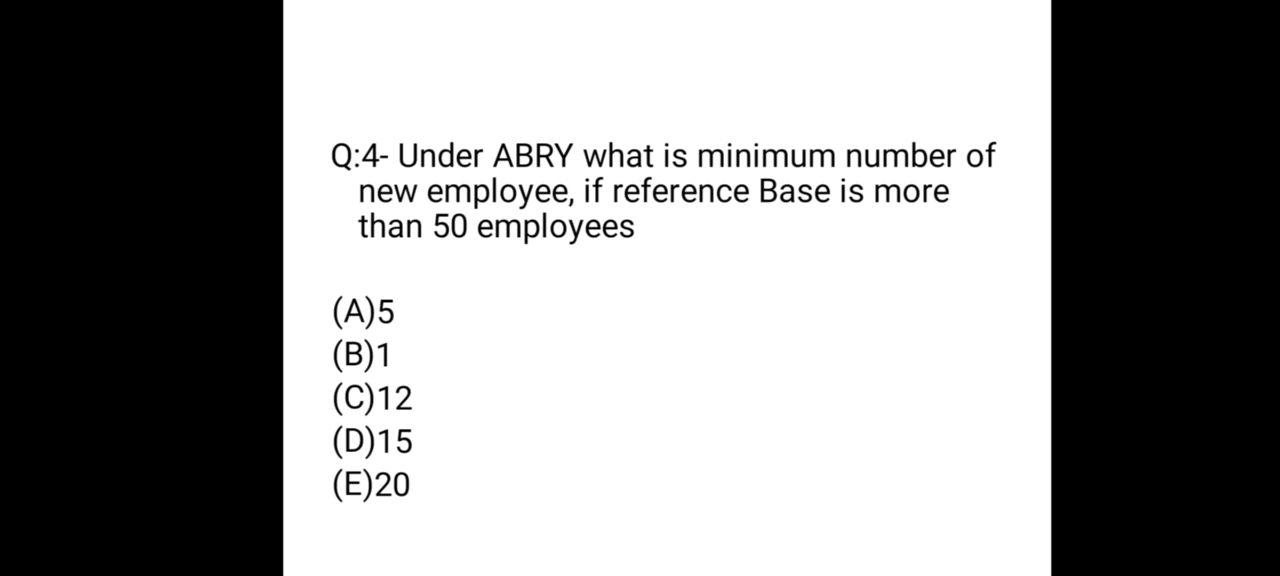 Q:4- Under ABRY what is minimum number of
new employee, if reference Base is more
than 50 employees
(A)5
(B)1
(C)12
(D)15
(E)20